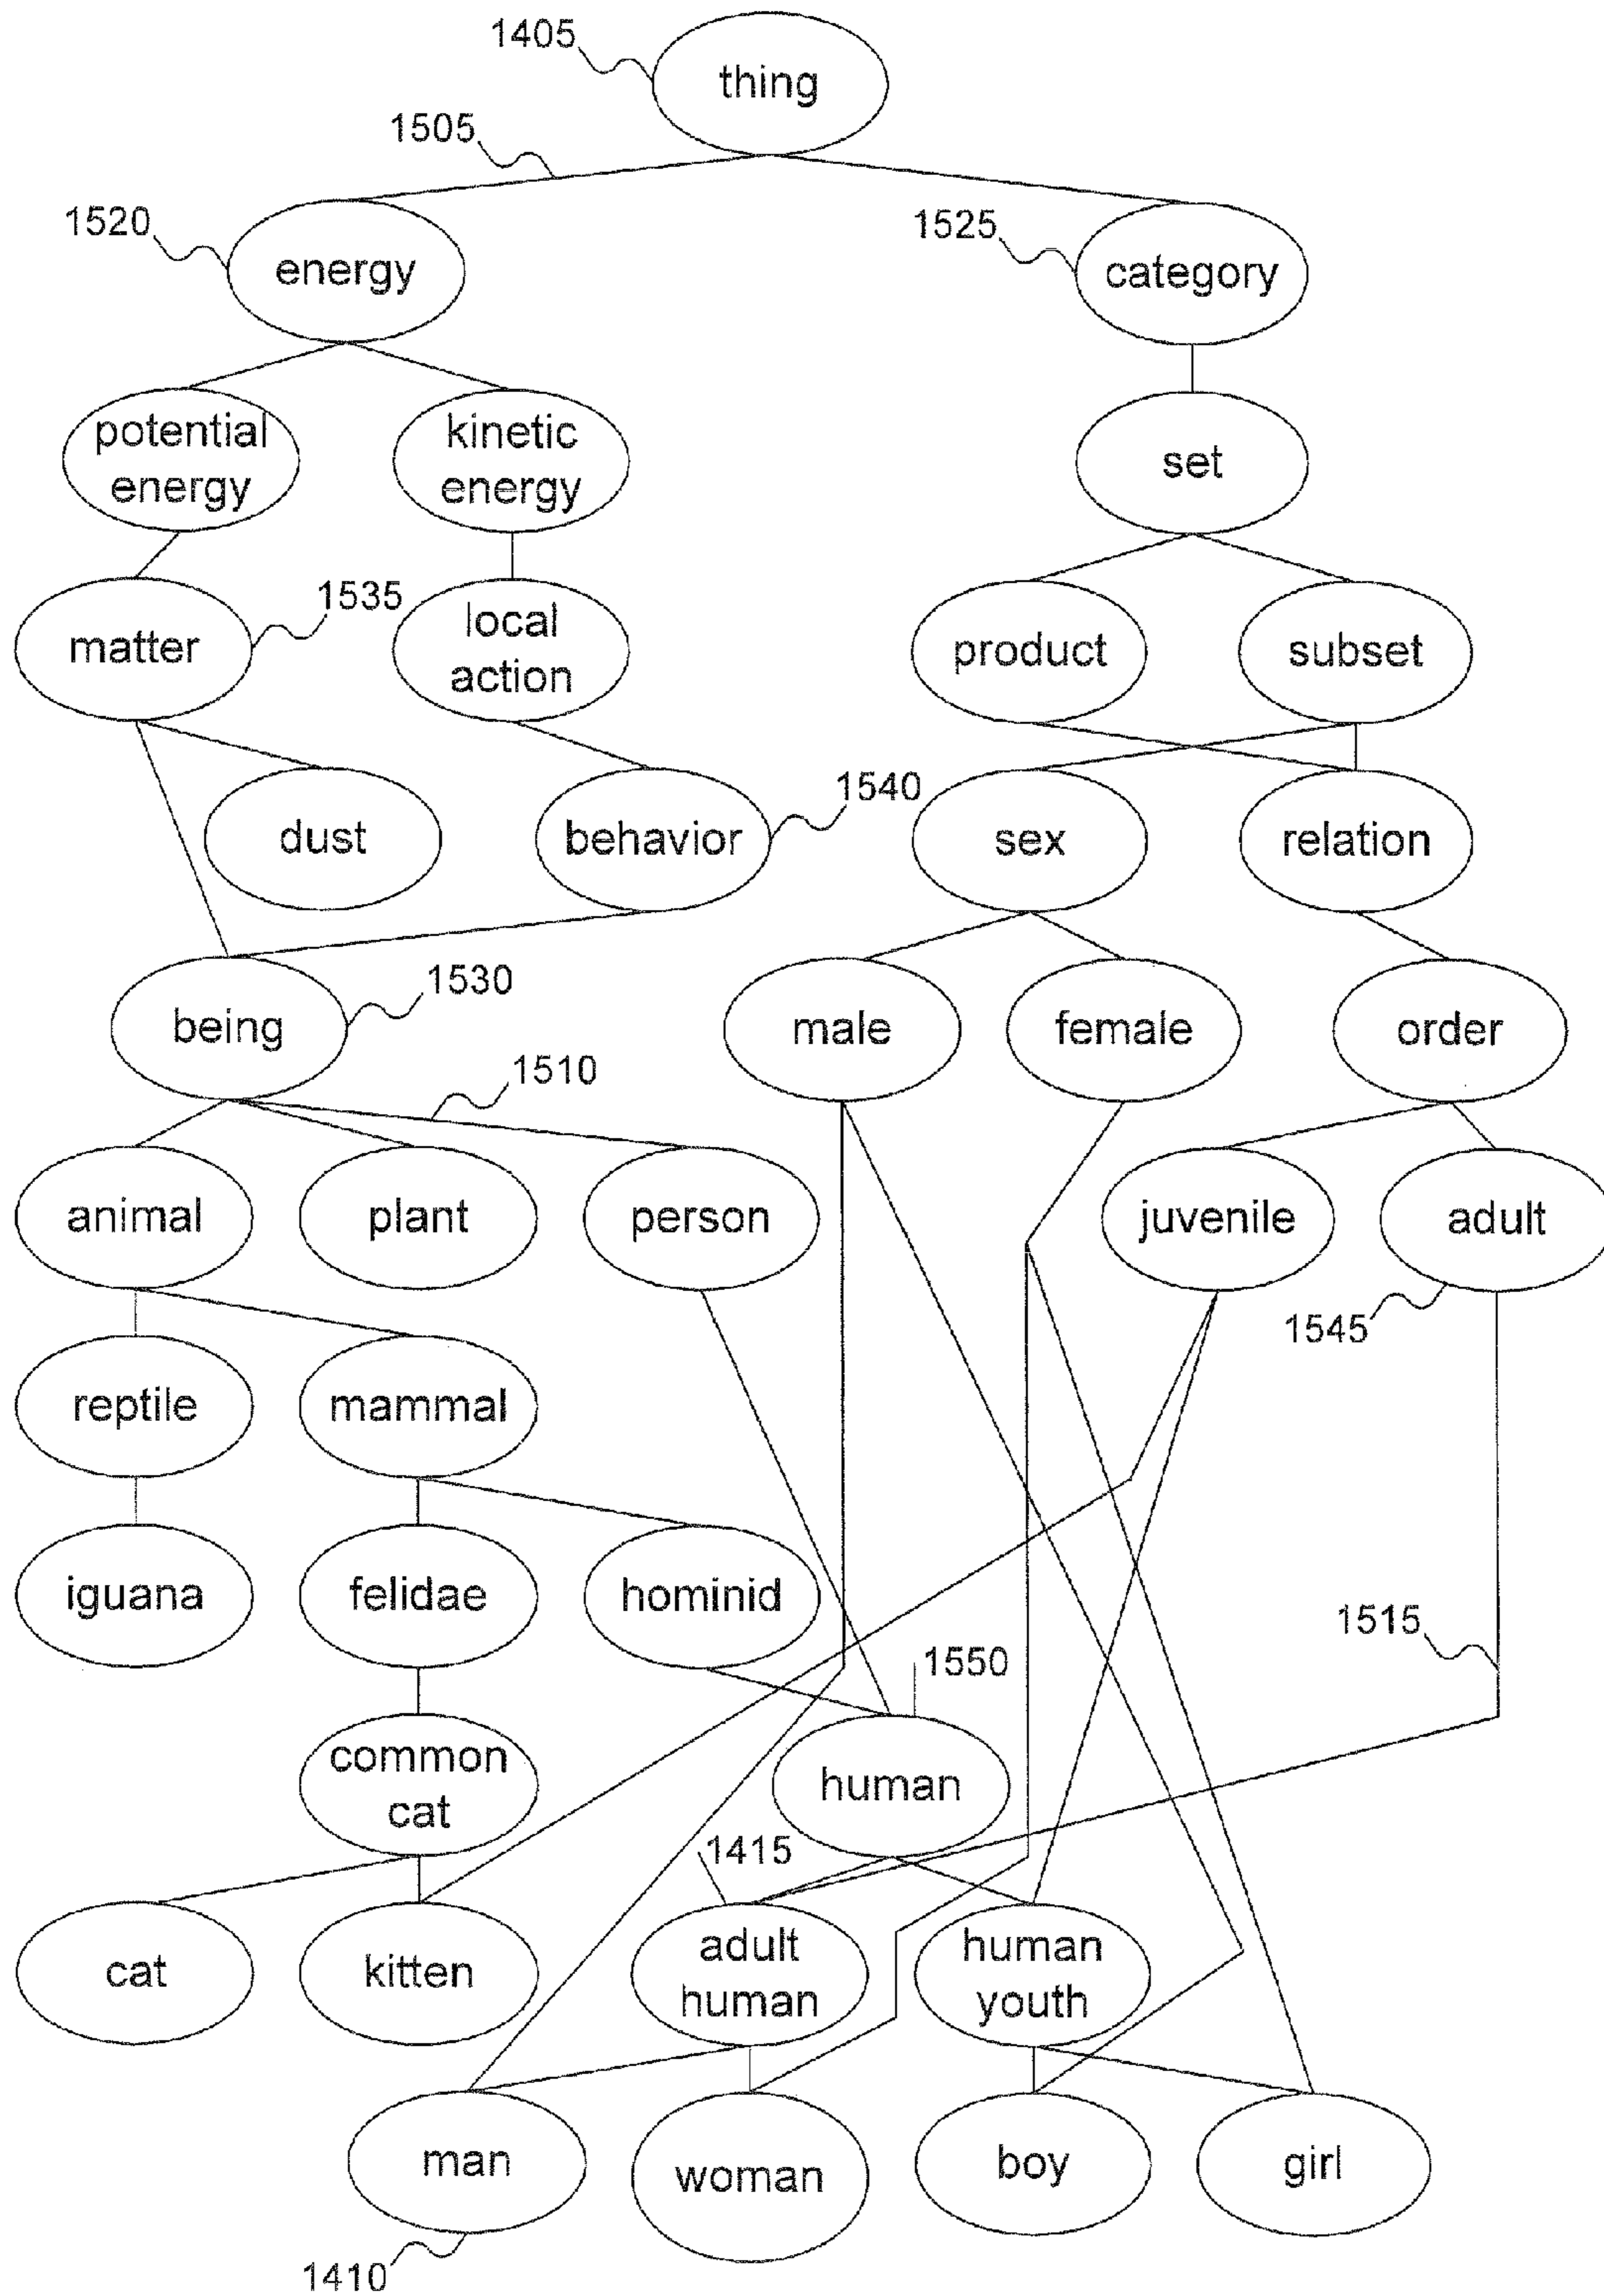 1405
thing
1505
1520
energy
1525
category
potential
energy
kinetic
energy
set
matter
1535
local
action
product
subset
dust
behavior
1540
sex
relation
being
1530
male
female
order
1510
animal
plant
person
juvenile
adult
1545
reptile
mammal
iguana
felidae
hominid
1515
1550
common
cat
human
1415
cat
kitten
adult
human
human
youth
man
woman
boy
girl
1410